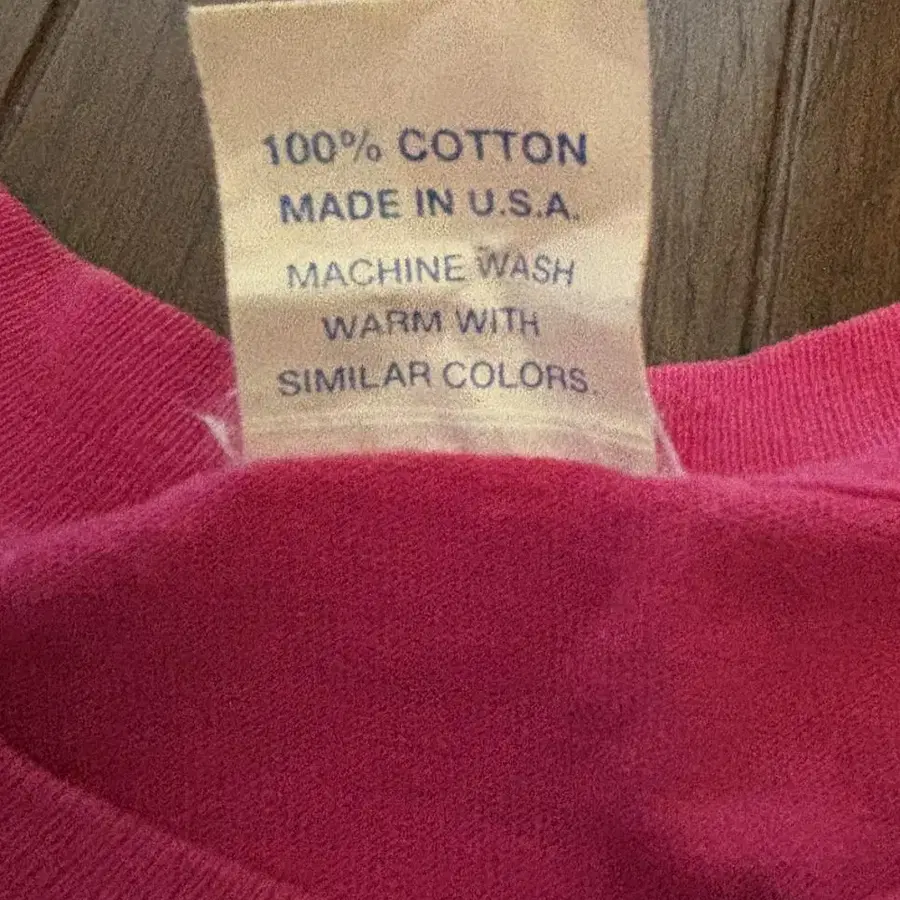 100% COTTON
MADE IN U.S.A.
MACHINE WASH
WARM WITH
SIMILAR COLORS.